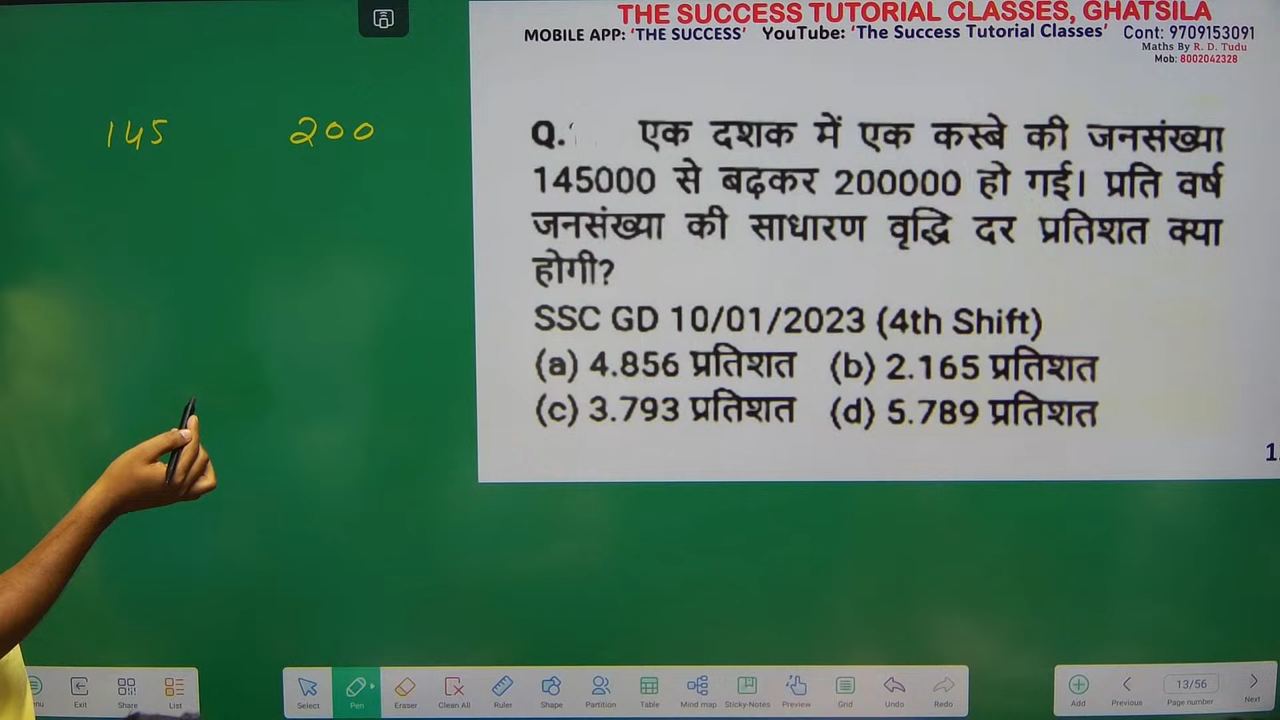 THE SUCCESS TUTORIAL CLASSES, GHATSILA
MOBILE APP: 'THE SUCCESS' YouTube: 'The Success Tutorial Classes' Cont: 9709153091
Maths By R. D. Tudu
Mob: 8002042328
145 200
Q. एक दशक में एक कस्बे की जनसंख्या
145000 से बढ़कर 200000 हो गई। प्रति वर्ष
जनसंख्या की साधारण वृद्धि दर प्रतिशत क्या
होगी?
SSC GD 10/01/2023 (4th Shift)
(a) 4.856 प्रतिशत (b) 2.165 प्रतिशत
(c) 3.793 प्रतिशत (d) 5.789 प्रतिशत
Exit Share List Select Pen Eraser Clean All Ruler Shape Partition Table Mind map Sticky-Notes Preview Grid Undo Redo Add Previous 13/56 Page number Next